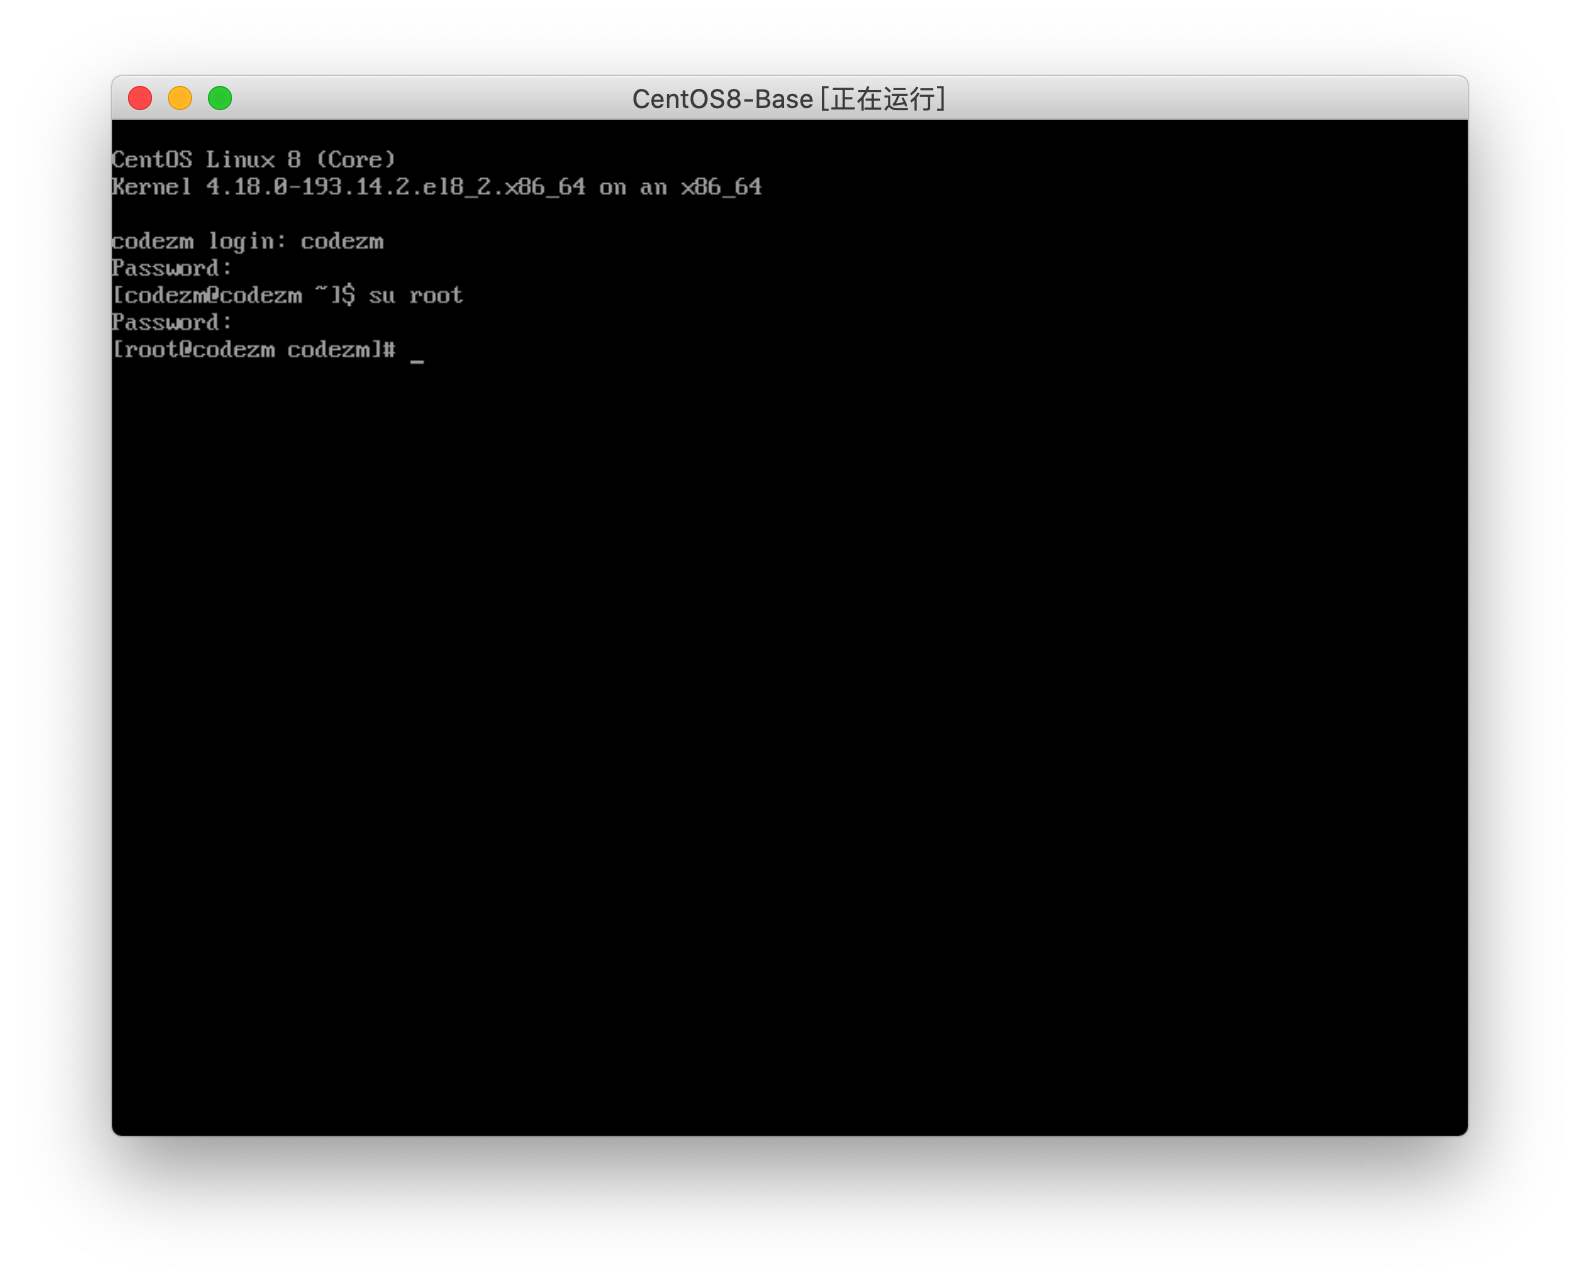 CentOS8-Base [正在运行]
CentOS Linux 8 (Core)
Kernel 4.18.0-193.14.2.el8_2.x86_64 on an x86_64
codezm login: codezm
Password:
[codezm@codezm ~]$ su root
Password:
[root@codezm codezm]# _